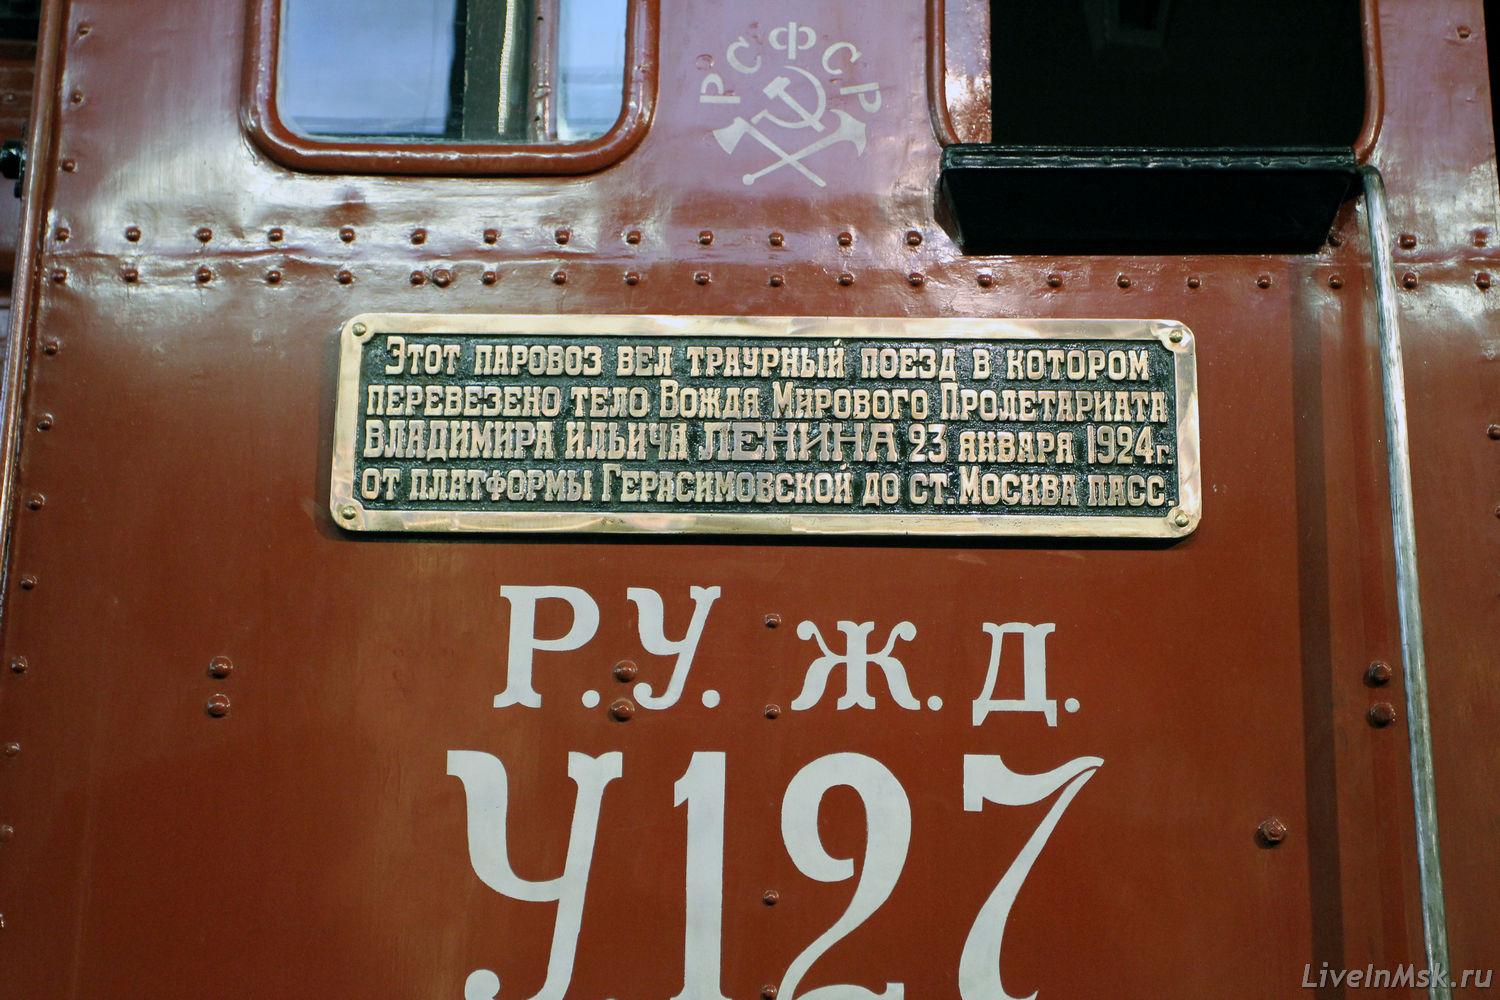 РСФСР
Этот паровоз вел траурный поезд в котором
перевезено тело Вождя Мирового Пролетариата
Владимира Ильича ЛЕНИНА 23 января 1924г.
от платформы Герасимовской до ст. Москва пасс.
Р.У. Ж.Д.
У.127
LiveInMsk.ru